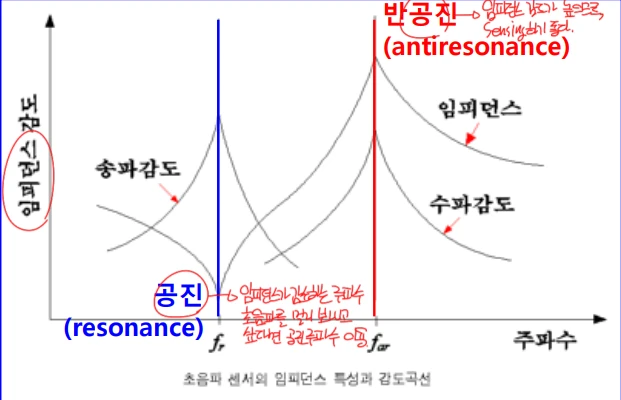 반공진 → 임피던스 감도가 높으므로,
Sensing하기 좋다.
(antiresonance)
임피던스 감도
임피던스
송파감도
수파감도
공진 → 임피던스가 감소하는 주파수
초음파를 멀리 보내고
싶다면 공진주파수 이용.
(resonance)
fr
far
주파수
초음파 센서의 임피던스 특성과 감도곡선